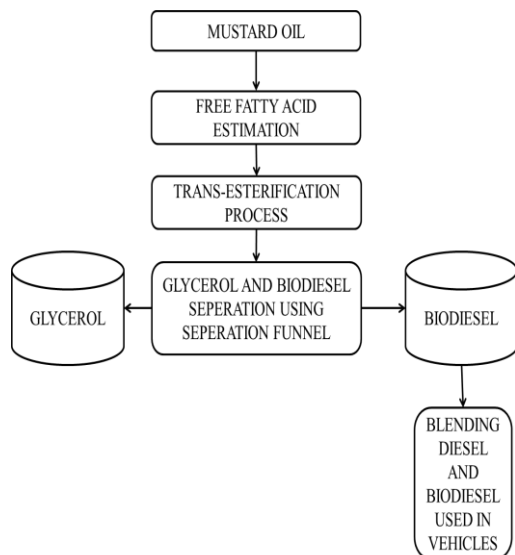 MUSTARD OIL
FREE FATTY ACID
ESTIMATION
TRANS-ESTERIFICATION
PROCESS
GLYCEROL AND BIODIESEL
SEPERATION USING
SEPERATION FUNNEL
GLYCEROL
BIODIESEL
BLENDING
DIESEL
AND
BIODIESEL
USED IN
VEHICLES